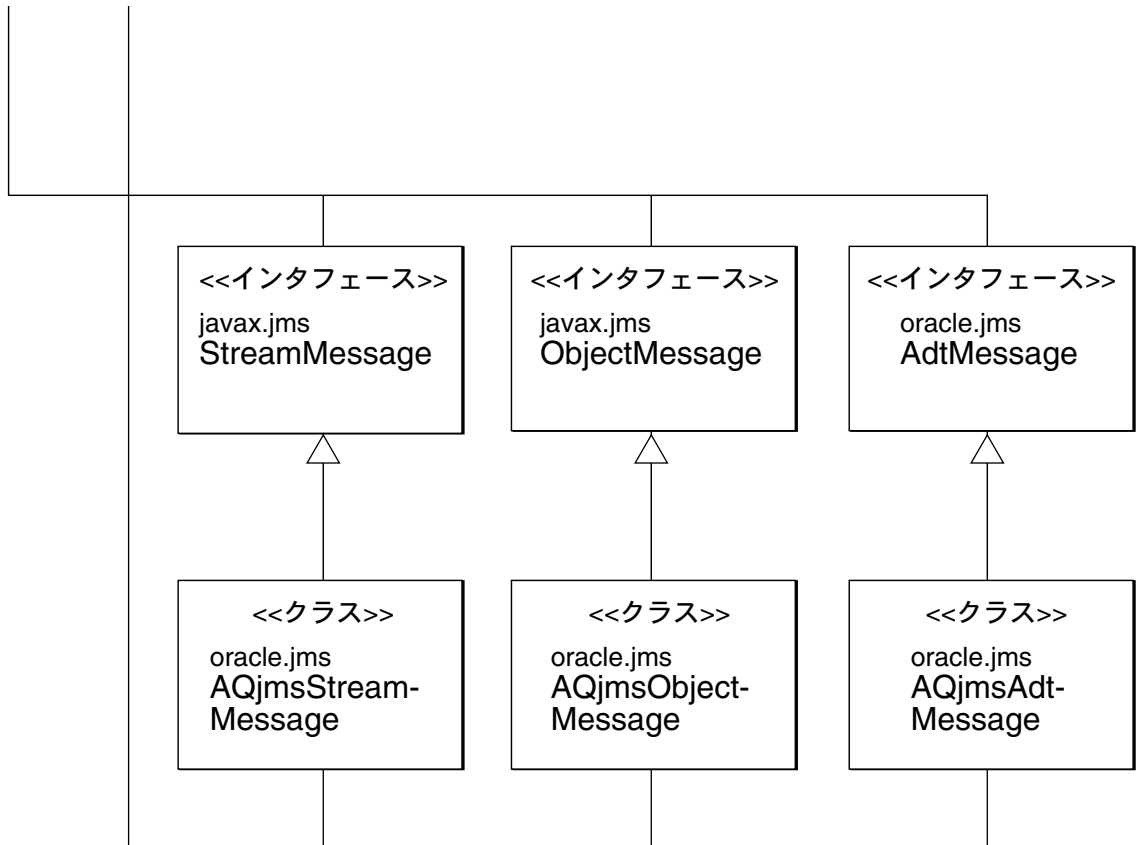 <<インタフェース>>
javax.jms
StreamMessage
<<インタフェース>>
javax.jms
ObjectMessage
<<インタフェース>>
oracle.jms
AdtMessage
<<クラス>>
oracle.jms
AQjmsStream-
Message
<<クラス>>
oracle.jms
AQjmsObject-
Message
<<クラス>>
oracle.jms
AQjmsAdt-
Message